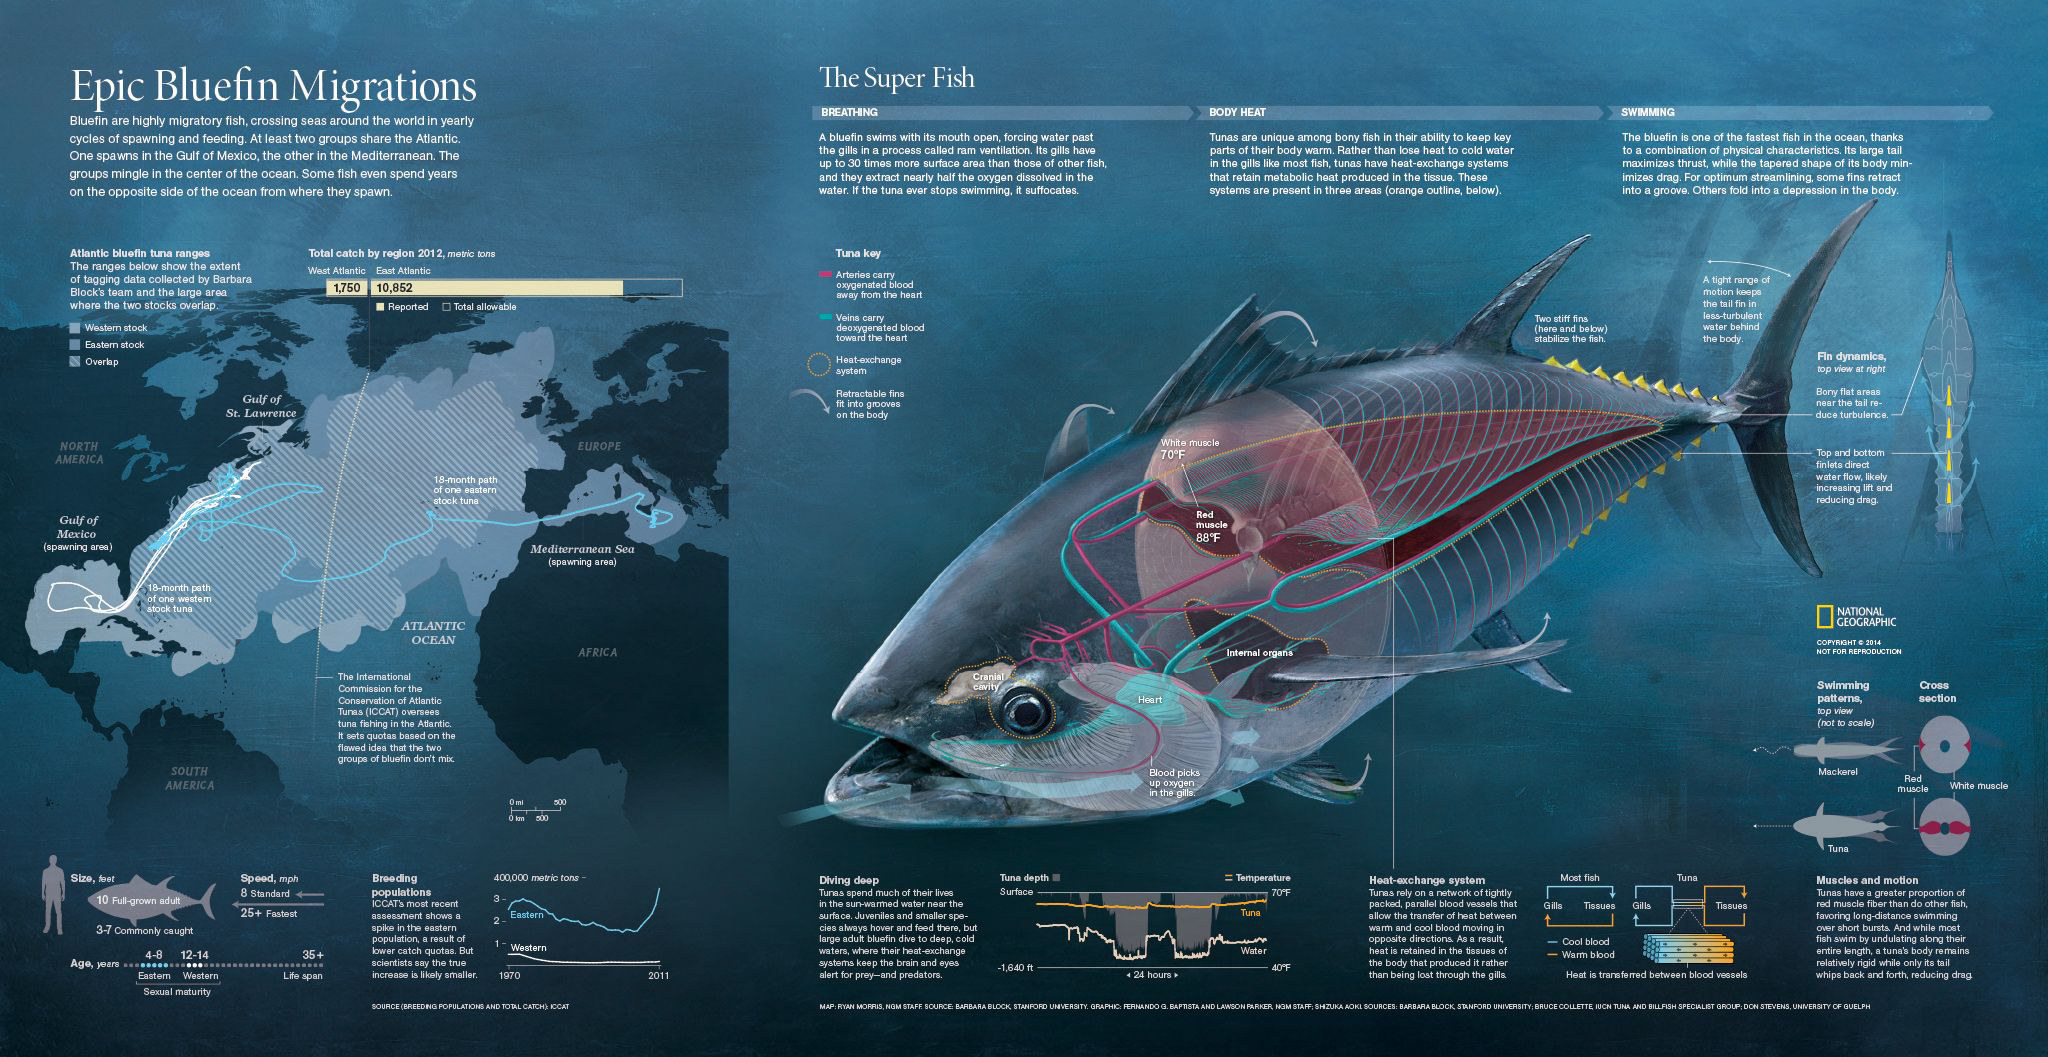 Epic Bluefin Migrations
Bluefin are highly migratory fish, crossing seas around the world in yearly
cycles of spawning and feeding. At least two groups share the Atlantic.
One spawns in the Gulf of Mexico, the other in the Mediterranean. The
groups mingle in the center of the ocean. Some fish even spend years
on the opposite side of the ocean from where they spawn.
Atlantic bluefin tuna ranges
The ranges below show the extent
of tagging data collected by Barbara
Block's team and the large area
where the two stocks overlap.
Western stock
Eastern stock
Overlap
Total catch by region 2012, metric tons
West Atlantic East Atlantic
1,750 10,852
Reported Total allowable
Gulf of
St. Lawrence
NORTH
AMERICA
EUROPE
18-month path
of one eastern
stock tuna
Gulf of
Mexico
(spawning area)
Mediterranean Sea
(spawning area)
18-month path
of one western
stock tuna
ATLANTIC
OCEAN
AFRICA
The International
Commission for the
Conservation of Atlantic
Tunas (ICCAT) oversees
tuna fishing in the Atlantic.
It sets quotas based on the
flawed idea that the two
groups of bluefin don't mix.
SOUTH
AMERICA
0 mi 500
0 km 500
Size, feet
10 Full-grown adult
3-7 Commonly caught
Speed, mph
8 Standard
25+ Fastest
4-8 12-14 35+
Age, years
Eastern Western Life span
Sexual maturity
Breeding
populations
ICCAT's most recent
assessment shows a
spike in the eastern
population, a result of
lower catch quotas. But
scientists say the true
increase is likely smaller.
400,000 metric tons
3
Eastern
2
1
Western
1970 2011
SOURCE (BREEDING POPULATIONS AND TOTAL CATCH): ICCAT
The Super Fish
BREATHING
A bluefin swims with its mouth open, forcing water past
the gills in a process called ram ventilation. Its gills have
up to 30 times more surface area than those of other fish,
and they extract nearly half the oxygen dissolved in the
water. If the tuna ever stops swimming, it suffocates.
BODY HEAT
Tunas are unique among bony fish in their ability to keep key
parts of their body warm. Rather than lose heat to cold water
in the gills like most fish, tunas have heat-exchange systems
that retain metabolic heat produced in the tissue. These
systems are present in three areas (orange outline, below).
SWIMMING
The bluefin is one of the fastest fish in the ocean, thanks
to a combination of physical characteristics. Its large tail
maximizes thrust, while the tapered shape of its body min-
imizes drag. For optimum streamlining, some fins retract
into a groove. Others fold into a depression in the body.
Tuna key
Arteries carry
oxygenated blood
away from the heart
Veins carry
deoxygenated blood
toward the heart
Heat-exchange
system
Retractable fins
fit into grooves
on the body
Two stiff fins
(here and below)
stabilize the fish.
A tight range of
motion keeps
the tail fin in
less-turbulent
water behind
the body.
Fin dynamics,
top view at right
Bony flat areas
near the tail re-
duce turbulence.
Top and bottom
finlets direct
water flow, likely
increasing lift and
reducing drag.
White muscle
70°F
Red
muscle
88°F
Internal organs
Cranial
cavity
Heart
Blood picks
up oxygen
in the gills.
NATIONAL
GEOGRAPHIC
COPYRIGHT © 2014
NOT FOR REPRODUCTION
Swimming
patterns,
top view
(not to scale)
Cross
section
Mackerel
Red
muscle
White muscle
Tuna
Diving deep
Tunas spend much of their lives
in the sun-warmed water near the
surface. Juveniles and smaller spe-
cies always hover and feed there, but
large adult bluefin dive to deep, cold
waters, where their heat-exchange
systems keep the brain and eyes
alert for prey—and predators.
Tuna depth Temperature
Surface 70°F
Tuna
Water
-1,640 ft 24 hours 40°F
Heat-exchange system
Tunas rely on a network of tightly
packed, parallel blood vessels that
allow the transfer of heat between
warm and cool blood moving in
opposite directions. As a result,
heat is retained in the tissues of
the body that produced it rather
than being lost through the gills.
Most fish Tuna
Gills Tissues Gills Tissues
Cool blood
Warm blood
Heat is transferred between blood vessels
Muscles and motion
Tunas have a greater proportion of
red muscle fiber than do other fish,
favoring long-distance swimming
over short bursts. And while most
fish swim by undulating along their
entire length, a tuna's body remains
relatively rigid while only its tail
whips back and forth, reducing drag.
MAP: RYAN MORRIS, NGM STAFF. SOURCE: BARBARA BLOCK, STANFORD UNIVERSITY. GRAPHIC: FERNANDO G. BAPTISTA AND LAWSON PARKER, NGM STAFF; SHIZUKA AOKI. SOURCES: BARBARA BLOCK, STANFORD UNIVERSITY; BRUCE COLLETTE, IUCN TUNA AND BILLFISH SPECIALIST GROUP; DON STEVENS, UNIVERSITY OF GUELPH